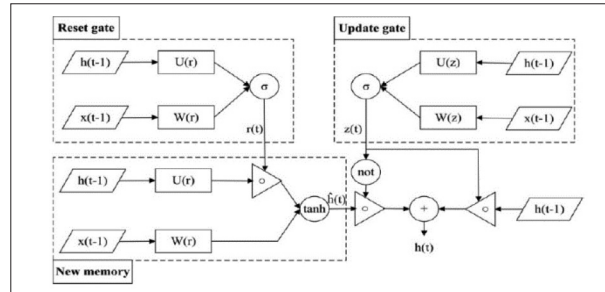 Reset gate
Update gate
h(t-1) U(r)
U(z) h(t-1)
σ
σ
x(t-1) W(r)
W(z) x(t-1)
r(t)
z(t)
h(t-1) U(r) o
not
tanh ĥ(t) o + o h(t-1)
x(t-1) W(r)
h(t)
New memory